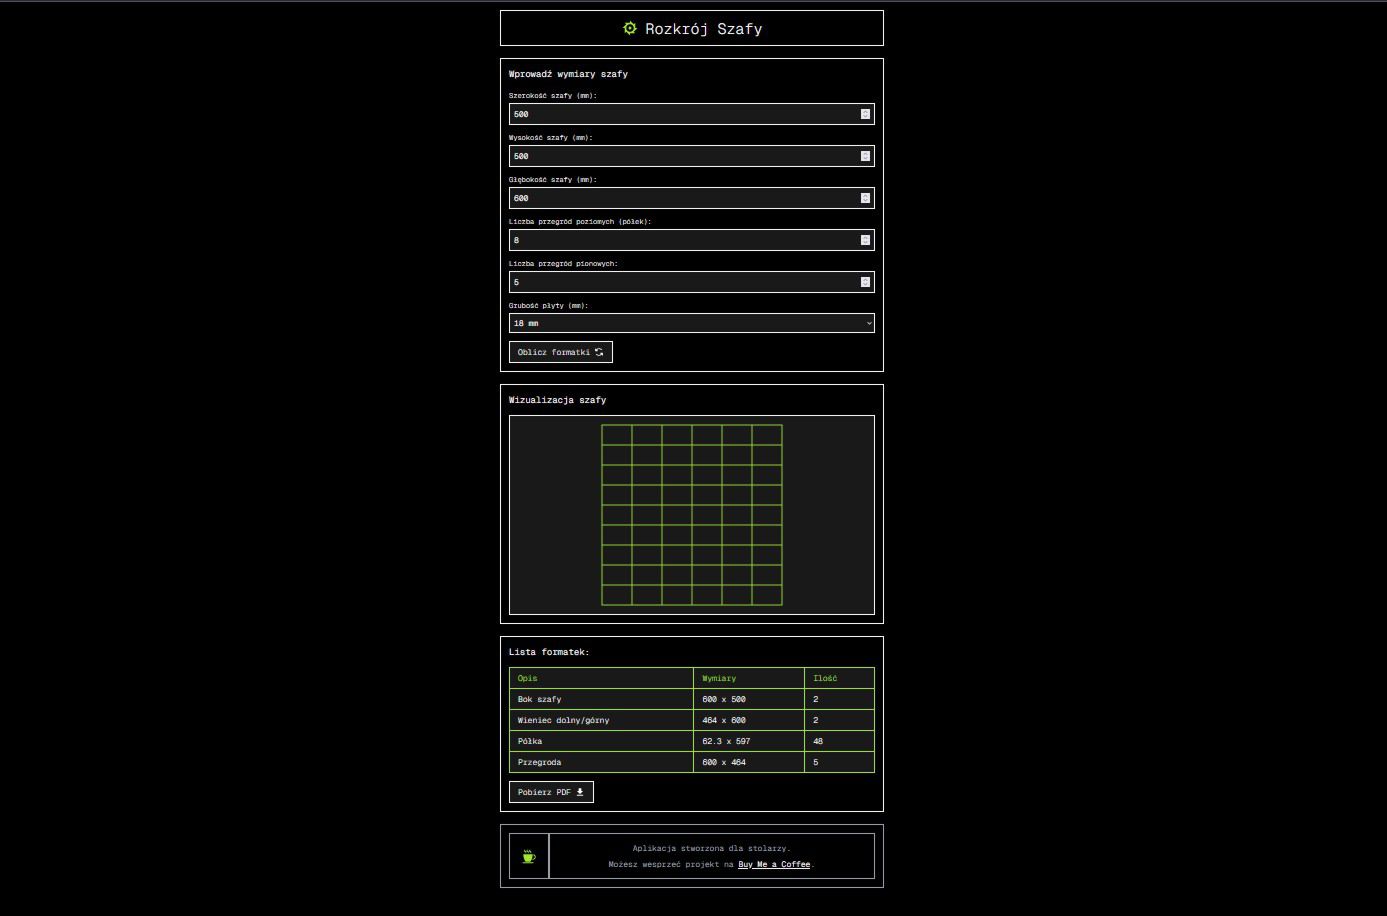 Rozkrój Szafy
Wprowadź wymiary szafy
Szerokość szafy (mm):
500
Wysokość szafy (mm):
500
Głębokość szafy (mm):
600
Liczba przegród poziomych (półek):
8
Liczba przegród pionowych:
5
Grubość płyty (mm):
18 mm
Oblicz formatki
Wizualizacja szafy
Lista formatek:
Opis Wymiary Ilość
Bok szafy 600 x 500 2
Wieniec dolny/górny 464 x 600 2
Półka 62.3 x 597 48
Przegroda 600 x 464 5
Pobierz PDF
Aplikacja stworzona dla stolarzy.
Możesz wesprzeć projekt na Buy Me a Coffee.